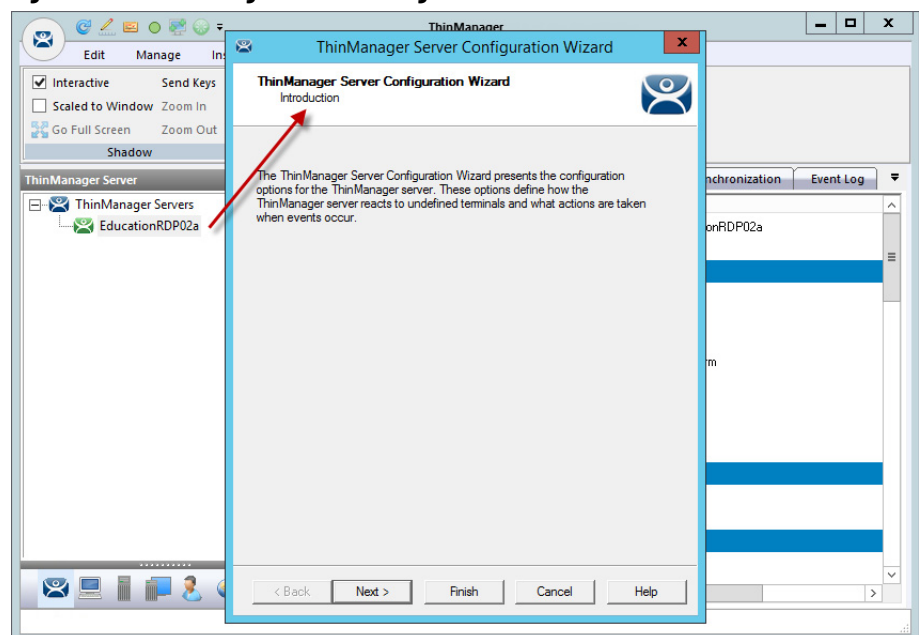 ThinManager
ThinManager Server Configuration Wizard
Edit Manage
Interactive Send Keys
Scaled to Window Zoom In
Go Full Screen Zoom Out
Shadow
ThinManager Server Configuration Wizard
Introduction
ThinManager Server
Event Log
ThinManager Servers
EducationRDP02a
The ThinManager Server Configuration Wizard presents the configuration
options for the ThinManager server. These options define how the
ThinManager server reacts to undefined terminals and what actions are taken
when events occur.
onRDP02a
< Back Next > Finish Cancel Help